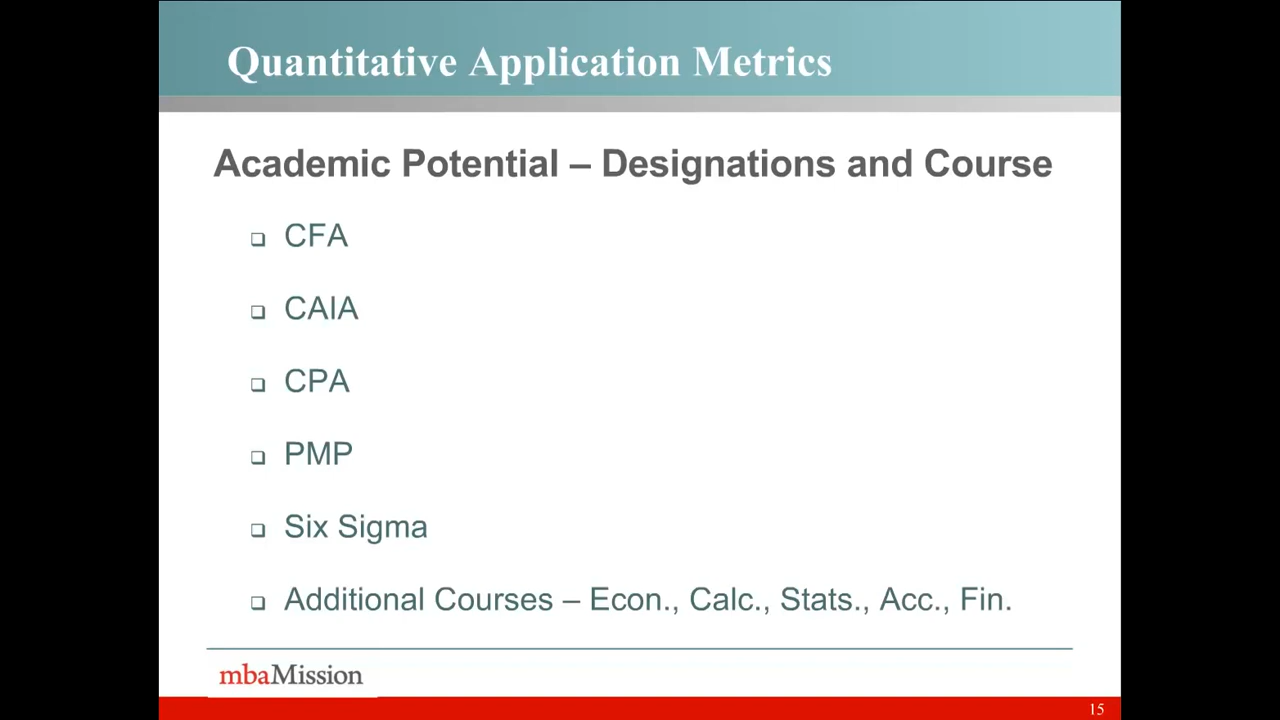 Quantitative Application Metrics
Academic Potential – Designations and Course
CFA
CAIA
CPA
PMP
Six Sigma
Additional Courses – Econ., Calc., Stats., Acc., Fin.
mbaMission
15